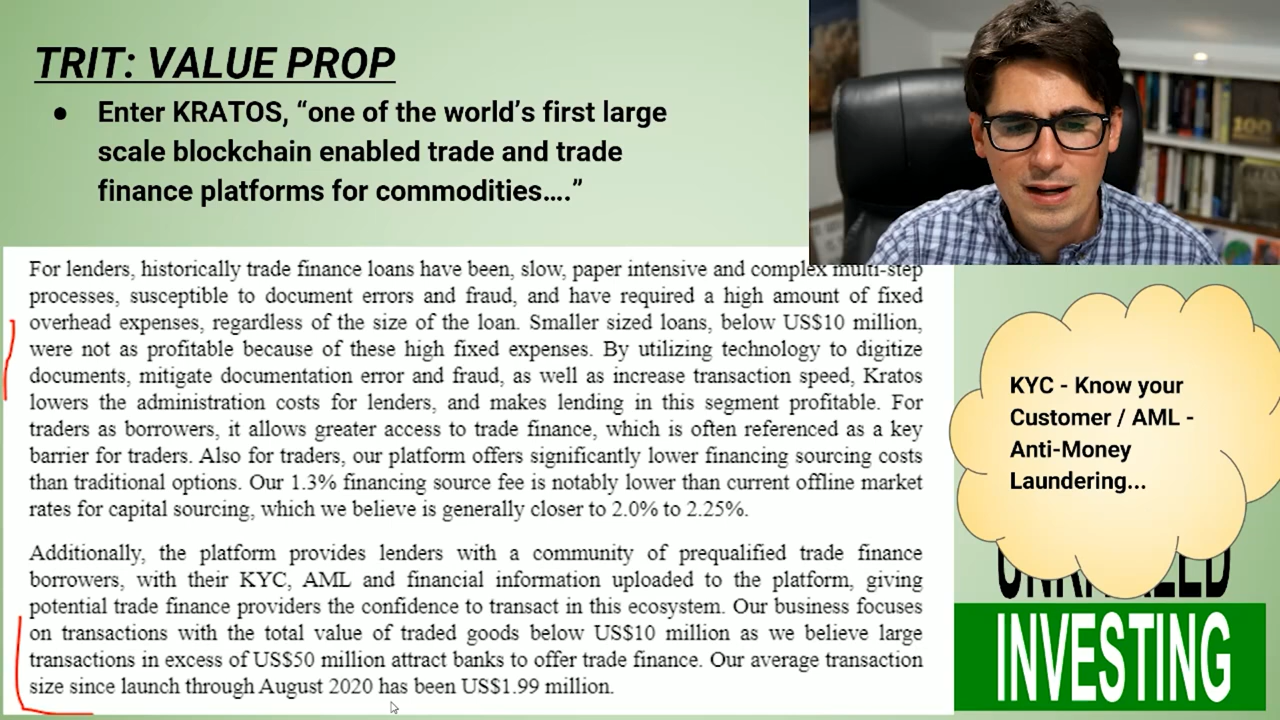 TRIT: VALUE PROP
● Enter KRATOS, “one of the world’s first large
scale blockchain enabled trade and trade
finance platforms for commodities….”
For lenders, historically trade finance loans have been, slow, paper intensive and complex multi-step
processes, susceptible to document errors and fraud, and have required a high amount of fixed
overhead expenses, regardless of the size of the loan. Smaller sized loans, below US$10 million,
were not as profitable because of these high fixed expenses. By utilizing technology to digitize
documents, mitigate documentation error and fraud, as well as increase transaction speed, Kratos
lowers the administration costs for lenders, and makes lending in this segment profitable. For
traders as borrowers, it allows greater access to trade finance, which is often referenced as a key
barrier for traders. Also for traders, our platform offers significantly lower financing sourcing costs
than traditional options. Our 1.3% financing source fee is notably lower than current offline market
rates for capital sourcing, which we believe is generally closer to 2.0% to 2.25%.
Additionally, the platform provides lenders with a community of prequalified trade finance
borrowers, with their KYC, AML and financial information uploaded to the platform, giving
potential trade finance providers the confidence to transact in this ecosystem. Our business focuses
on transactions with the total value of traded goods below US$10 million as we believe large
transactions in excess of US$50 million attract banks to offer trade finance. Our average transaction
size since launch through August 2020 has been US$1.99 million.
KYC - Know your
Customer / AML -
Anti-Money
Laundering...
INVESTING
100